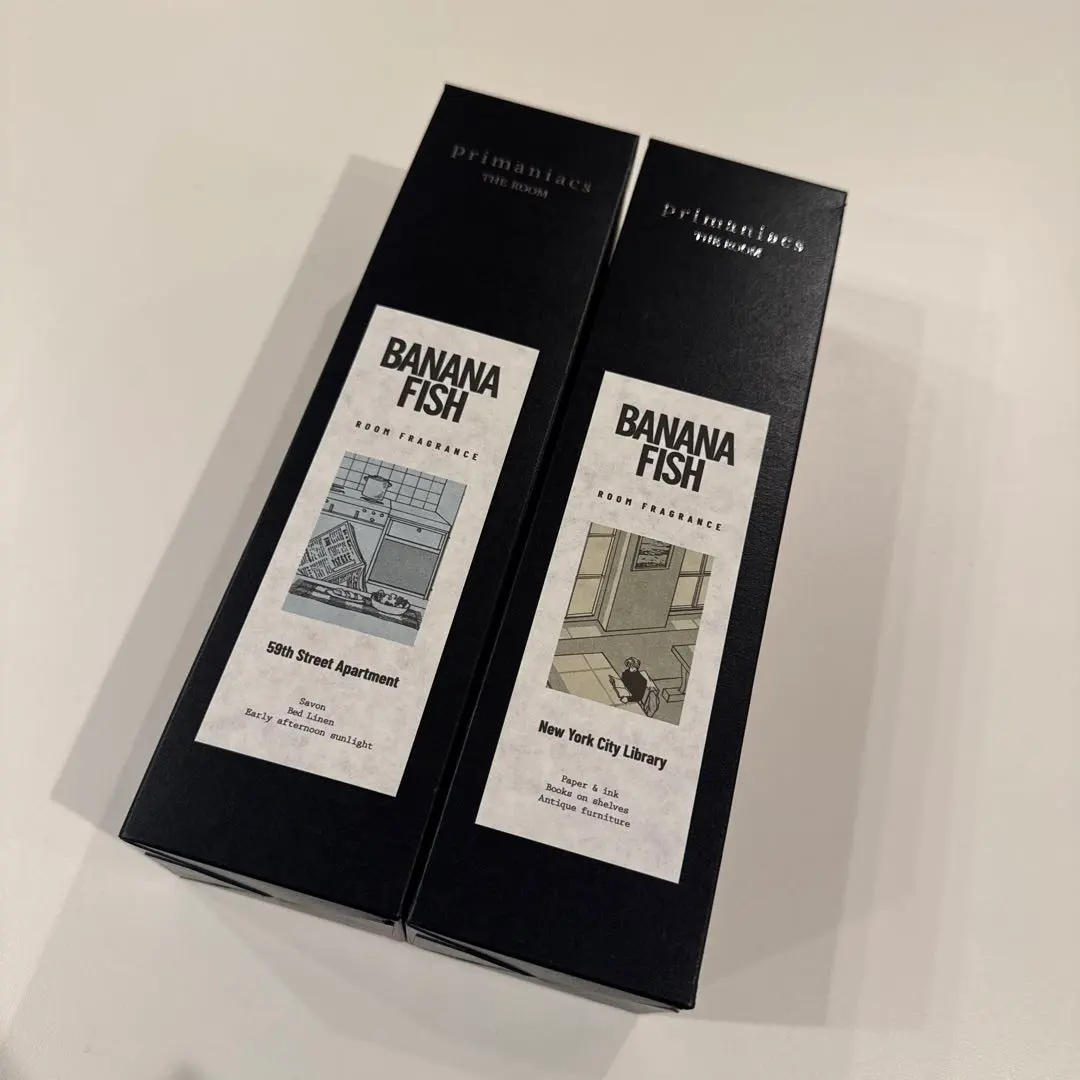 primaniacs
THE ROOM
BANANA
FISH
ROOM FRAGRANCE
59th Street Apartment
Savon
Bed Linen
Early afternoon sunlight
primaniacs
THE ROOM
BANANA
FISH
ROOM FRAGRANCE
New York City Library
Paper & ink
Books on shelves
Antique furniture